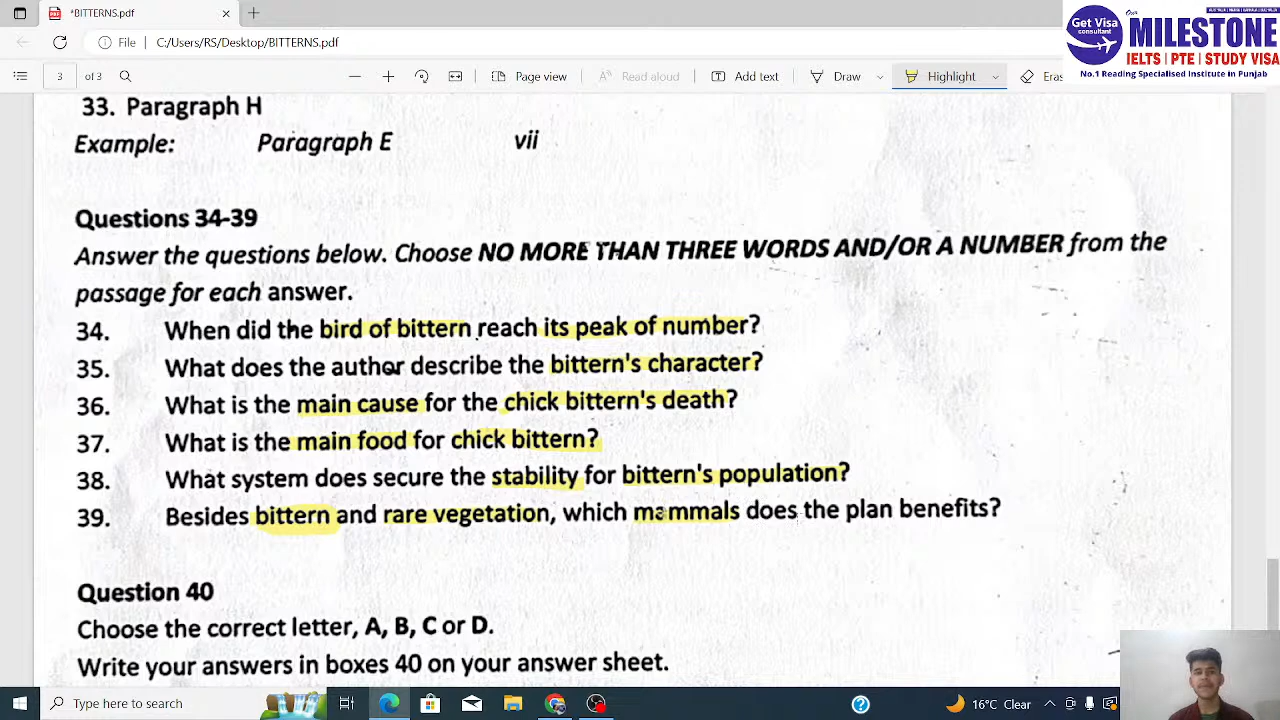 *BITTERNS.pdf
File
C:/Users/Desktop/BITTERNS.pdf
Get Visa
consultant
Our
MILESTONE
IELTS | PTE | STUDY VISA
No.1 Reading Specialised Institute in Punjab
3
of 3
Page view
Read aloud
Add text
Draw
Highlight
Eras
33. Paragraph H
Example: Paragraph E vii
Questions 34-39
Answer the questions below. Choose NO MORE THAN THREE WORDS AND/OR A NUMBER from the
passage for each answer.
34. When did the bird of bittern reach its peak of number?
35. What does the author describe the bittern's character?
36. What is the main cause for the chick bittern's death?
37. What is the main food for chick bittern?
38. What system does secure the stability for bittern's population?
39. Besides bittern and rare vegetation, which mammals does the plan benefits?
Question 40
Choose the correct letter, A, B, C or D.
Write your answers in boxes 40 on your answer sheet.
Type here to search
16°C Clear